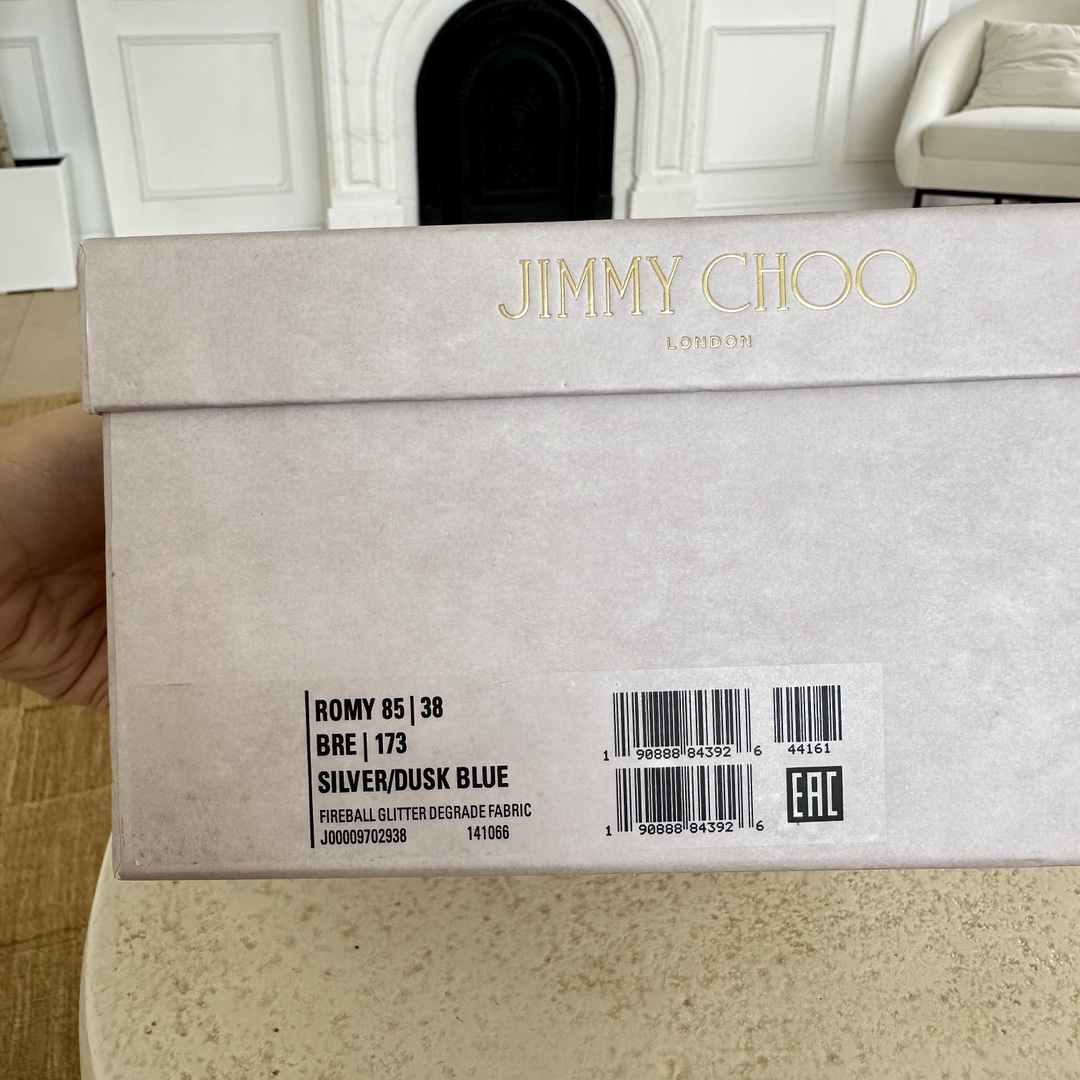 JIMMY CHOO
LONDON
ROMY 85 | 38
BRE | 173
SILVER/DUSK BLUE
FIREBALL GLITTER DEGRADE FABRIC
J00009702938 141066
1 90888 84392 6
44161
1 90888 84392 6
EAC